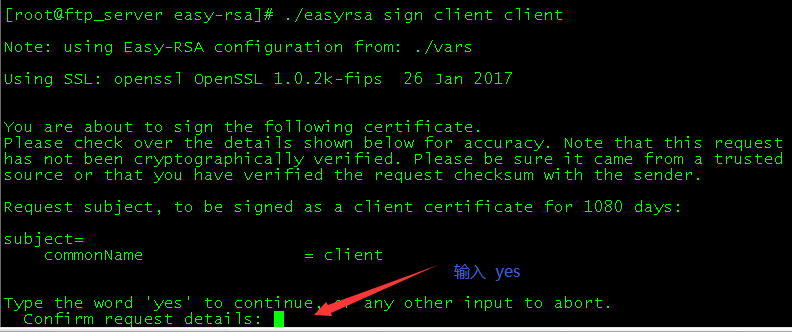 [root@ftp_server easy-rsa]# ./easyrsa sign client client
Note: using Easy-RSA configuration from: ./vars
Using SSL: openssl OpenSSL 1.0.2k-fips  26 Jan 2017
You are about to sign the following certificate.
Please check over the details shown below for accuracy. Note that this request
has not been cryptographically verified. Please be sure it came from a trusted
source or that you have verified the request checksum with the sender.
Request subject, to be signed as a client certificate for 1080 days:
subject=
    commonName                = client
输入 yes
Type the word 'yes' to continue, or any other input to abort.
  Confirm request details: